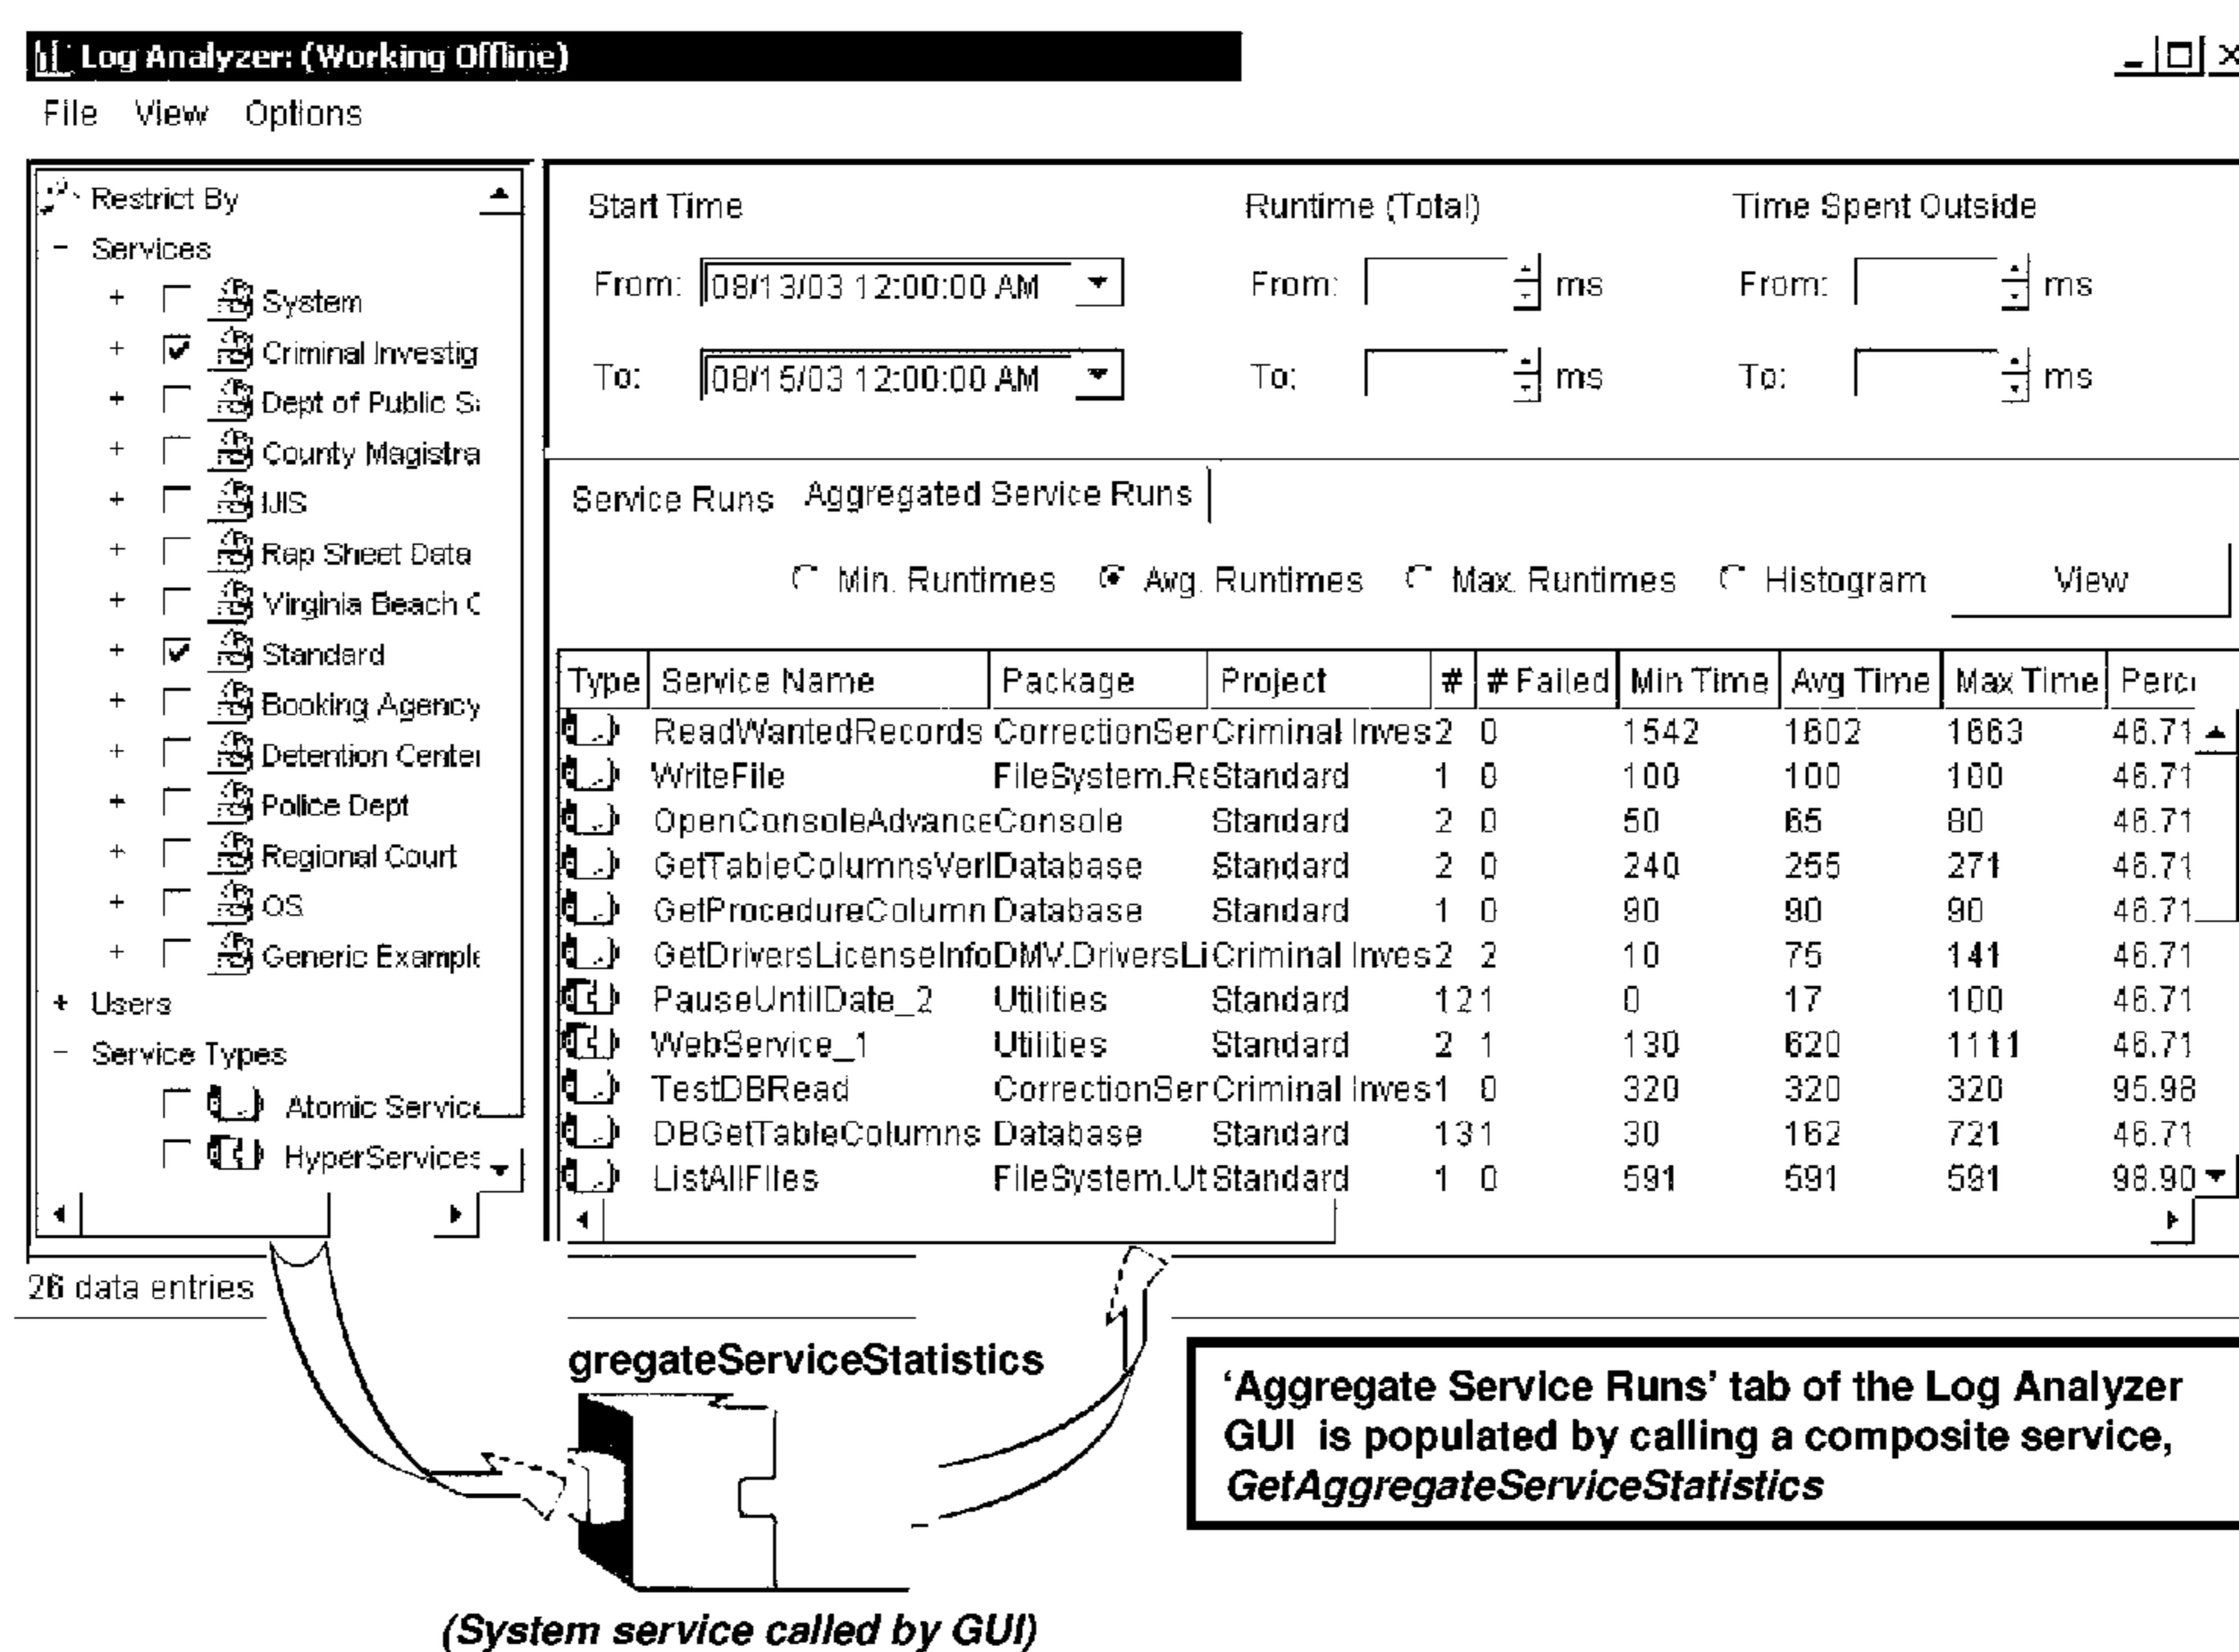 Log Analyzer: (Working Offline)
File View Options
Restrict By
- Services
+ System
+ Criminal Investig
+ Dept of Public S
+ County Magistra
+ IJIS
+ Rap Sheet Data
+ Virginia Beach C
+ Standard
+ Booking Agency
+ Detention Center
+ Police Dept
+ Regional Court
+ OS
+ Generic Example
+ Users
- Service Types
Atomic Service
HyperServices
26 data entries
Start Time Runtime (Total) Time Spent Outside
From: 08/13/03 12:00:00 AM From: ms From: ms
To: 08/15/03 12:00:00 AM To: ms To: ms
Service Runs Aggregated Service Runs
Min. Runtimes Avg. Runtimes Max. Runtimes Histogram View
Type Service Name Package Project # # Failed Min Time Avg Time Max Time Perc
ReadWantedRecords CorrectionSer Criminal Inves 2 0 1542 1602 1663 46.71
WriteFile FileSystem.Re Standard 1 0 100 100 100 46.71
OpenConsoleAdvance Console Standard 2 0 50 65 80 46.71
GetTableColumnsVerl Database Standard 2 0 240 255 271 46.71
GetProcedureColumn Database Standard 1 0 90 90 90 46.71
GetDriversLicenseInfo DMV.DriversLi Criminal Inves 2 2 10 75 141 46.71
PauseUntilDate_2 Utilities Standard 12 1 0 17 100 46.71
WebService_1 Utilities Standard 2 1 130 620 1111 46.71
TestDBRead CorrectionSer Criminal Inves 1 0 320 320 320 95.98
DBGetTableColumns Database Standard 13 1 30 162 721 46.71
ListAllFiles FileSystem.Ut Standard 1 0 591 591 591 98.90
gregateServiceStatistics
(System service called by GUI)
‘Aggregate Service Runs’ tab of the Log Analyzer
GUI is populated by calling a composite service,
GetAggregateServiceStatistics